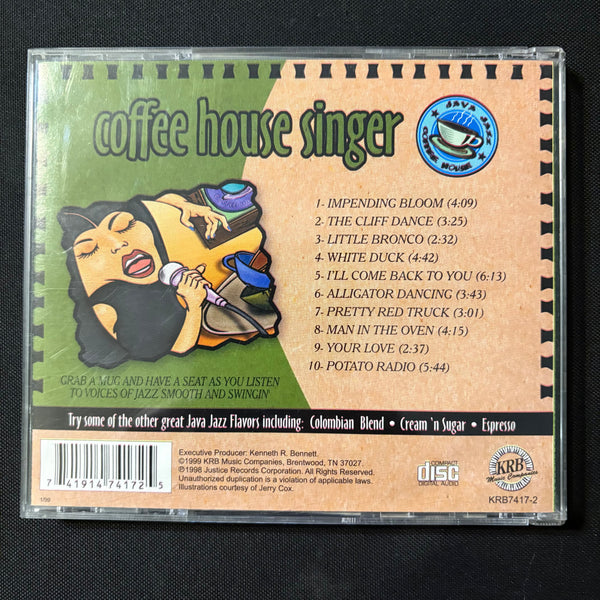 coffee house singer
JAVA JAZZ
COFFEE HOUSE
1- IMPENDING BLOOM (4:09)
2- THE CLIFF DANCE (3:25)
3- LITTLE BRONCO (2:32)
4- WHITE DUCK (4:42)
5- I'LL COME BACK TO YOU (6:13)
6- ALLIGATOR DANCING (3:43)
7- PRETTY RED TRUCK (3:01)
8- MAN IN THE OVEN (4:15)
9- YOUR LOVE (2:37)
10- POTATO RADIO (5:44)
GRAB A MUG AND HAVE A SEAT AS YOU LISTEN
TO VOICES OF JAZZ SMOOTH AND SWINGIN'
Try some of the other great Java Jazz Flavors including: Colombian Blend • Cream 'n Sugar • Espresso
7 41914 74172 5
1/99
Executive Producer: Kenneth R. Bennett.
©1999 KRB Music Companies, Brentwood, TN 37027.
℗1998 Justice Records Corporation. All Rights Reserved.
Unauthorized duplication is a violation of applicable laws.
Illustrations courtesy of Jerry Cox.
COMPACT
disc
DIGITAL AUDIO
KRB
Music Companies
KRB7417-2